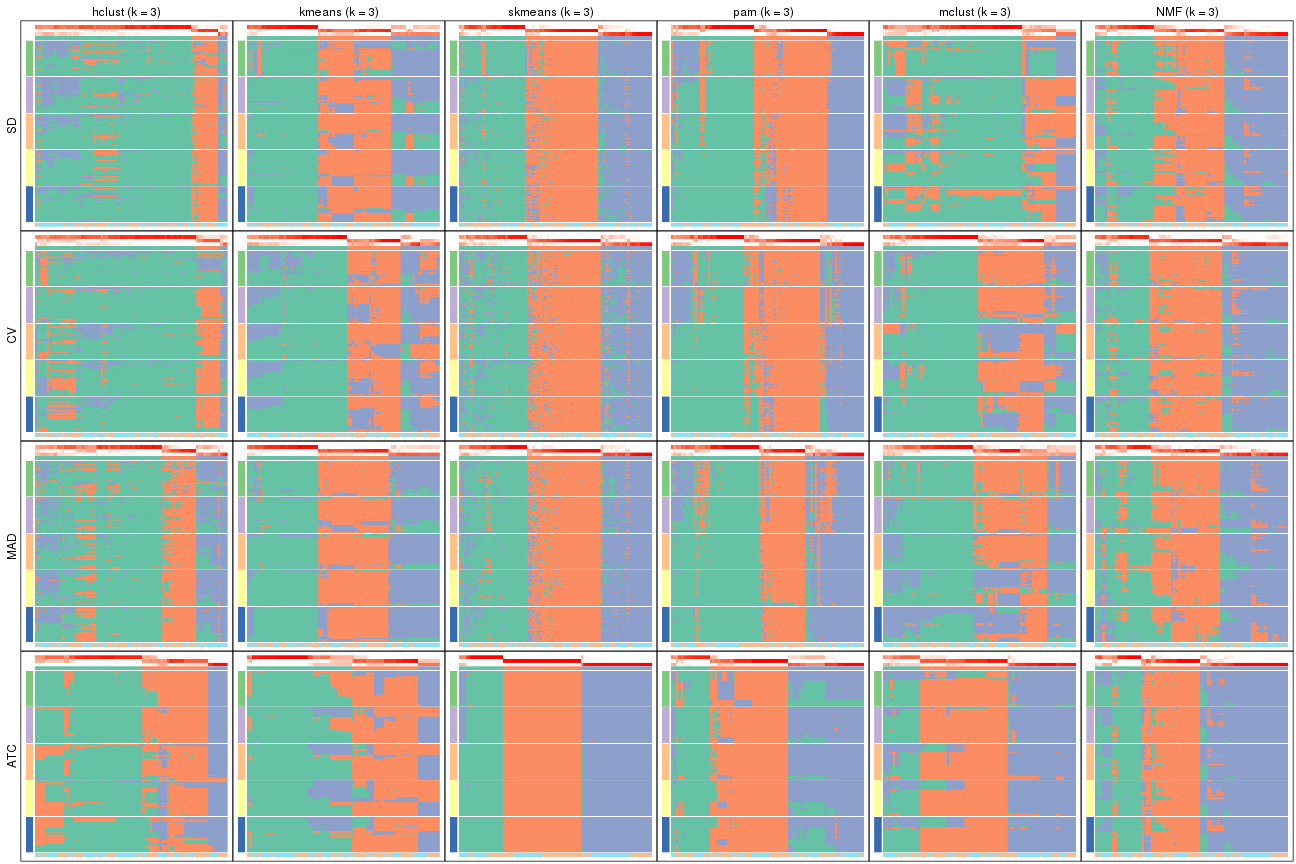 hclust (k = 3)
kmeans (k = 3)
skmeans (k = 3)
pam (k = 3)
mclust (k = 3)
NMF (k = 3)
SD
CV
MAD
ATC